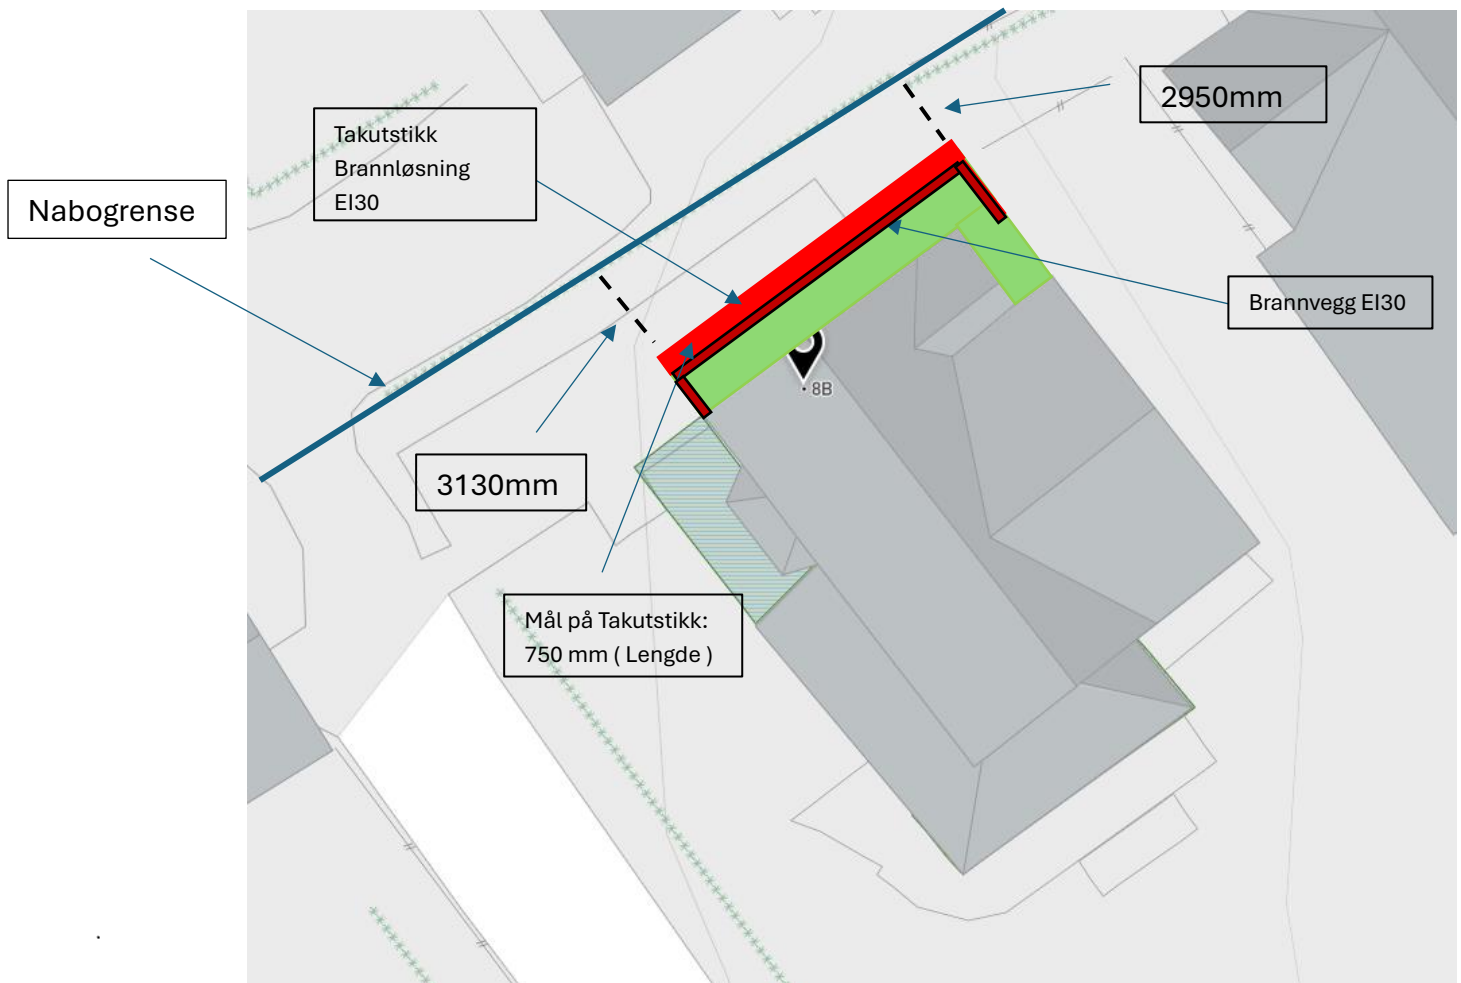 2950mm
Takutstikk
Brannløsning
EI30
Nabogrense
Brannvegg EI30
8B
3130mm
Mål på Takutstikk:
750 mm ( Lengde )
.